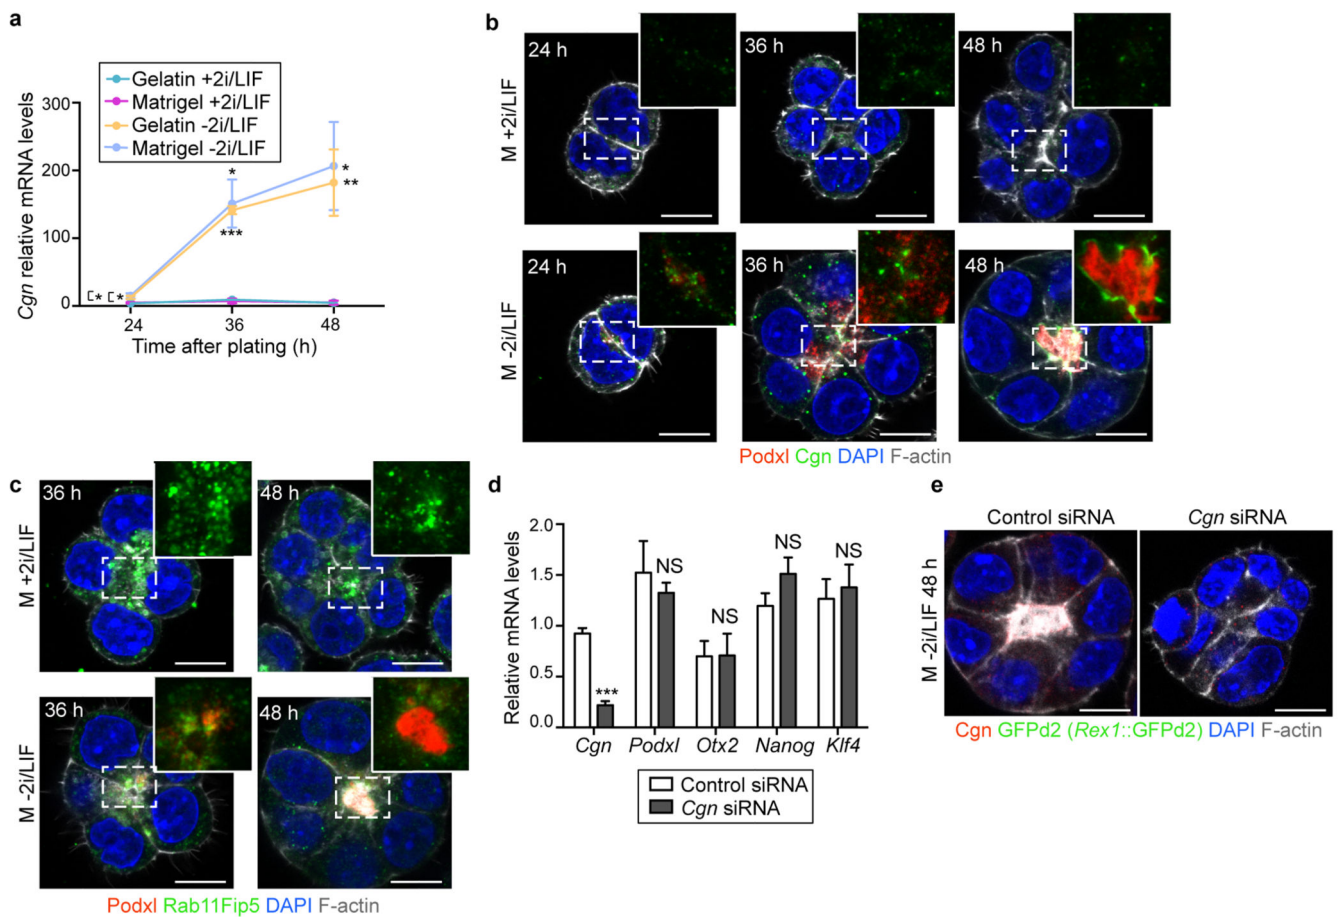 a
Gelatin +2i/LIF
Matrigel +2i/LIF
Gelatin -2i/LIF
Matrigel -2i/LIF
Cgn relative mRNA levels
300
200
100
0
*
*
***
*
**
[* [*
24 36 48
Time after plating (h)
b
M +2i/LIF
24 h
36 h
48 h
M -2i/LIF
24 h
36 h
48 h
Podxl Cgn DAPI F-actin
c
M +2i/LIF
36 h
48 h
M -2i/LIF
36 h
48 h
Podxl Rab11Fip5 DAPI F-actin
d
Relative mRNA levels
2.0
1.5
1.0
0.5
0.0
***
NS
NS
NS
NS
Cgn Podxl Otx2 Nanog Klf4
Control siRNA
Cgn siRNA
e
Control siRNA
Cgn siRNA
M -2i/LIF 48 h
Cgn GFPd2 (Rex1::GFPd2) DAPI F-actin